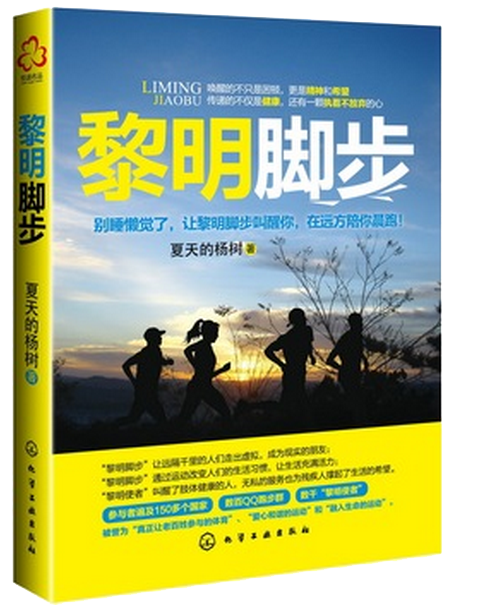 黎明脚步
夏天的杨树 著
LIMING
JIAOBU
唤醒的不只是困顿，更是精神和希望
传递的不仅是健康，还有一颗执着不放弃的心
黎明脚步
别睡懒觉了，让黎明脚步叫醒你，在远方陪你晨跑！
夏天的杨树 著
“黎明脚步”让远隔千里的人们走出虚拟，成为现实的朋友；
“黎明脚步”通过运动改变人们的生活习惯，让生活充满活力；
“黎明使者”叫醒了肢体健康的人，无私的服务也为残疾人撑起了生活的希望。
参与者遍及150多个国家 数百QQ跑步群 数千“黎明使者”
被誉为“真正让老百姓参与的体育”、“爱心和谐的运动”和“融入生命的运动”。
化学工业出版社